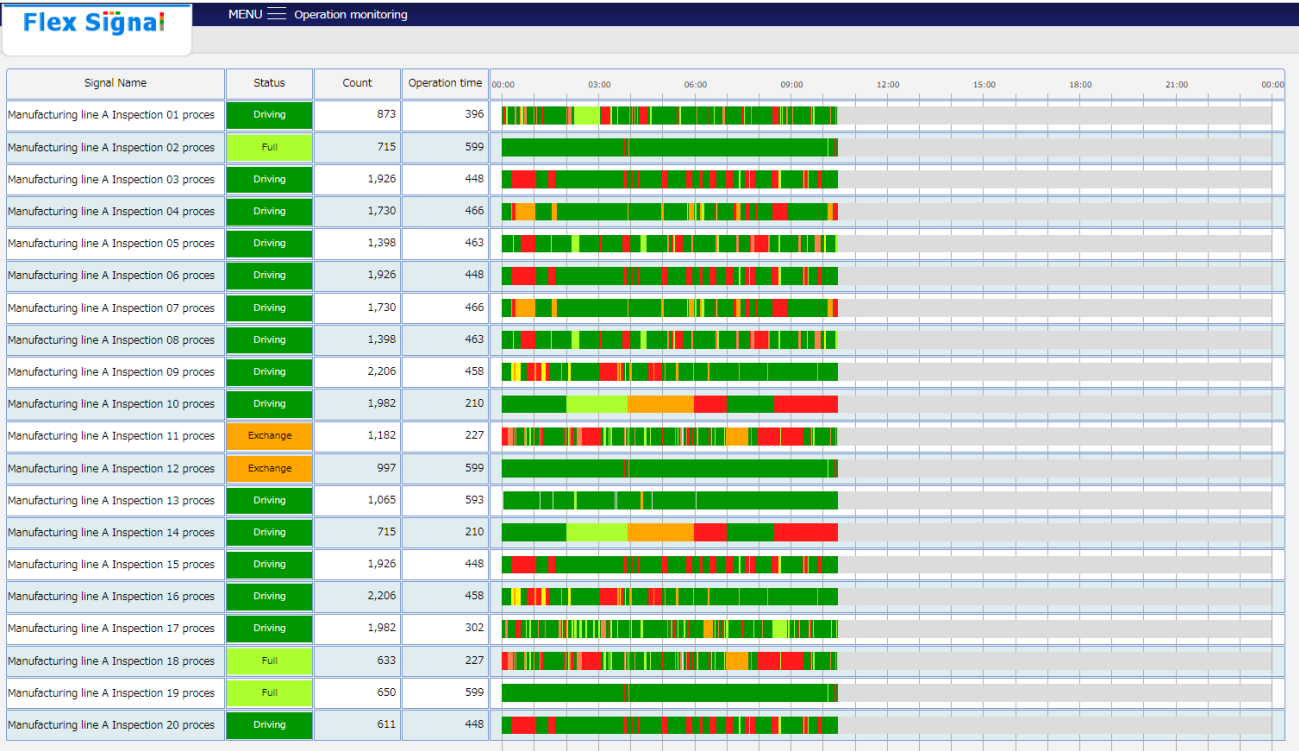 Flex Signal MENU Operation monitoring
Signal Name Status Count Operation time 00:00 03:00 06:00 09:00 12:00 15:00 18:00 21:00 00:00
Manufacturing line A Inspection 01 proces Driving 873 396
Manufacturing line A Inspection 02 proces Full 715 599
Manufacturing line A Inspection 03 proces Driving 1,926 448
Manufacturing line A Inspection 04 proces Driving 1,730 466
Manufacturing line A Inspection 05 proces Driving 1,398 463
Manufacturing line A Inspection 06 proces Driving 1,926 448
Manufacturing line A Inspection 07 proces Driving 1,730 466
Manufacturing line A Inspection 08 proces Driving 1,398 463
Manufacturing line A Inspection 09 proces Driving 2,206 458
Manufacturing line A Inspection 10 proces Driving 1,982 210
Manufacturing line A Inspection 11 proces Exchange 1,182 227
Manufacturing line A Inspection 12 proces Exchange 997 599
Manufacturing line A Inspection 13 proces Driving 1,065 593
Manufacturing line A Inspection 14 proces Driving 715 210
Manufacturing line A Inspection 15 proces Driving 1,926 448
Manufacturing line A Inspection 16 proces Driving 2,206 458
Manufacturing line A Inspection 17 proces Driving 1,982 302
Manufacturing line A Inspection 18 proces Full 633 227
Manufacturing line A Inspection 19 proces Full 650 599
Manufacturing line A Inspection 20 proces Driving 611 448